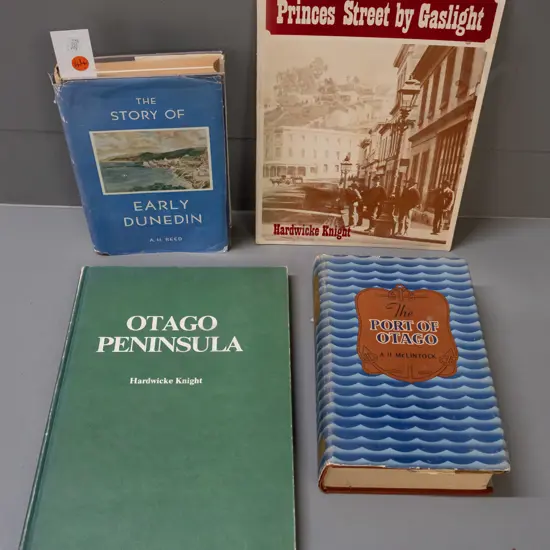 THE
STORY OF
EARLY
DUNEDIN
A. H. REED
Princes Street by Gaslight
Hardwicke Knight
OTAGO
PENINSULA
Hardwicke Knight
The
PORT OF
OTAGO
A. H. McLINTOCK